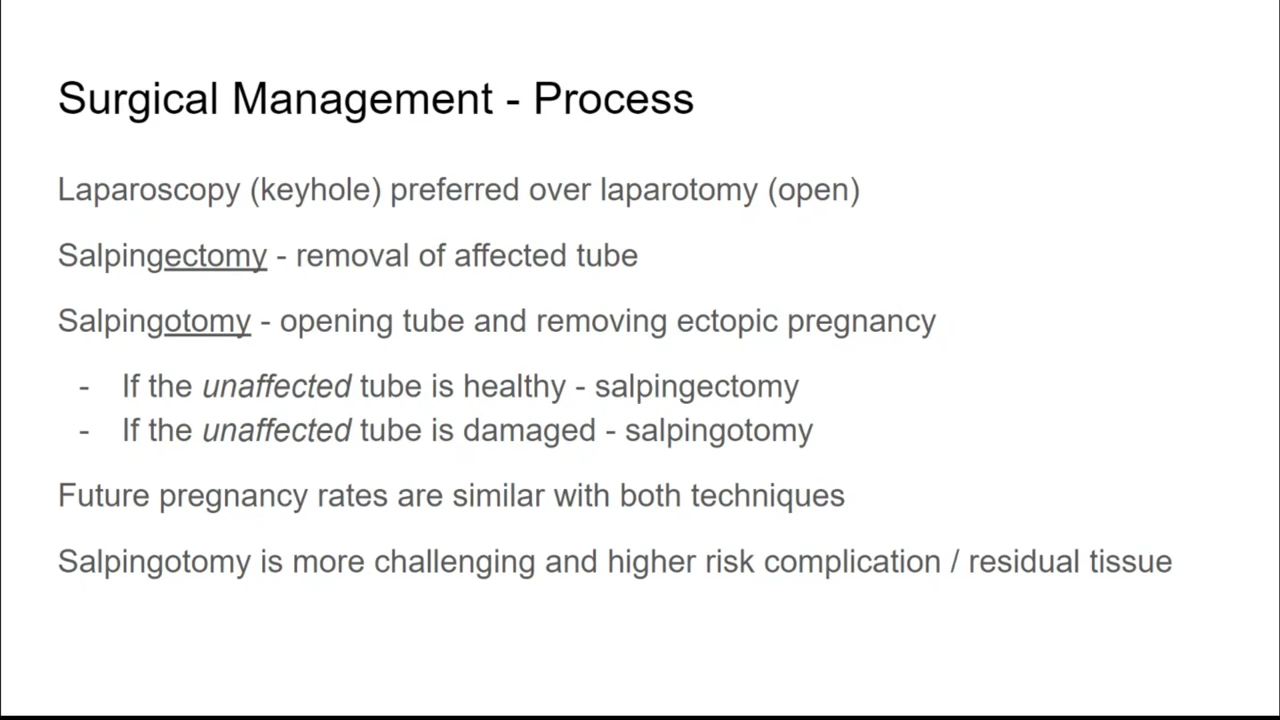 Surgical Management - Process
Laparoscopy (keyhole) preferred over laparotomy (open)
Salpingectomy - removal of affected tube
Salpingotomy - opening tube and removing ectopic pregnancy
- If the unaffected tube is healthy - salpingectomy
- If the unaffected tube is damaged - salpingotomy
Future pregnancy rates are similar with both techniques
Salpingotomy is more challenging and higher risk complication / residual tissue